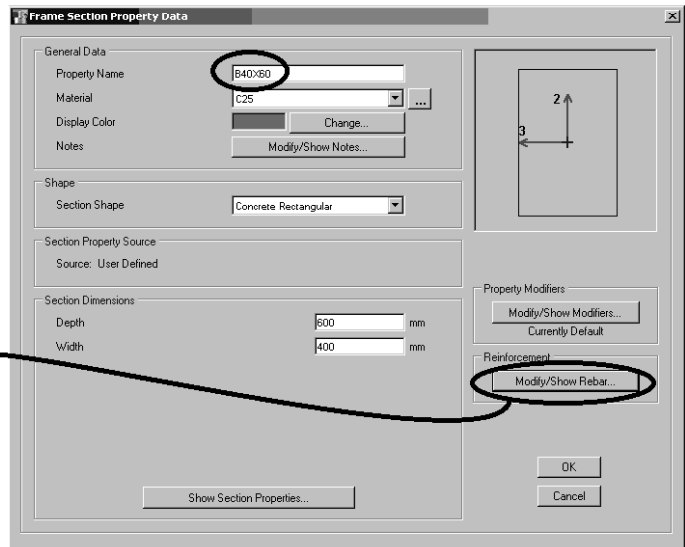 Frame Section Property Data
General Data
Property Name B40X60
Material C25 ...
Display Color Change...
Notes Modify/Show Notes...
Shape
Section Shape Concrete Rectangular
Section Property Source
Source: User Defined
Section Dimensions
Depth 600 mm
Width 400 mm
Show Section Properties...
2
3
Property Modifiers
Modify/Show Modifiers...
Currently Default
Reinforcement
Modify/Show Rebar...
OK
Cancel